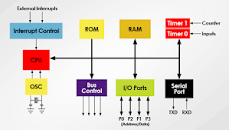 External Interrupts
Interrupt Control
ROM
RAM
Timer 1
Timer 0
Counter
Inputs
CPU
OSC
Bus
Control
I/O Ports
Serial
Port
P0 P2 P1 P3
(Address/Data)
TXD RXD